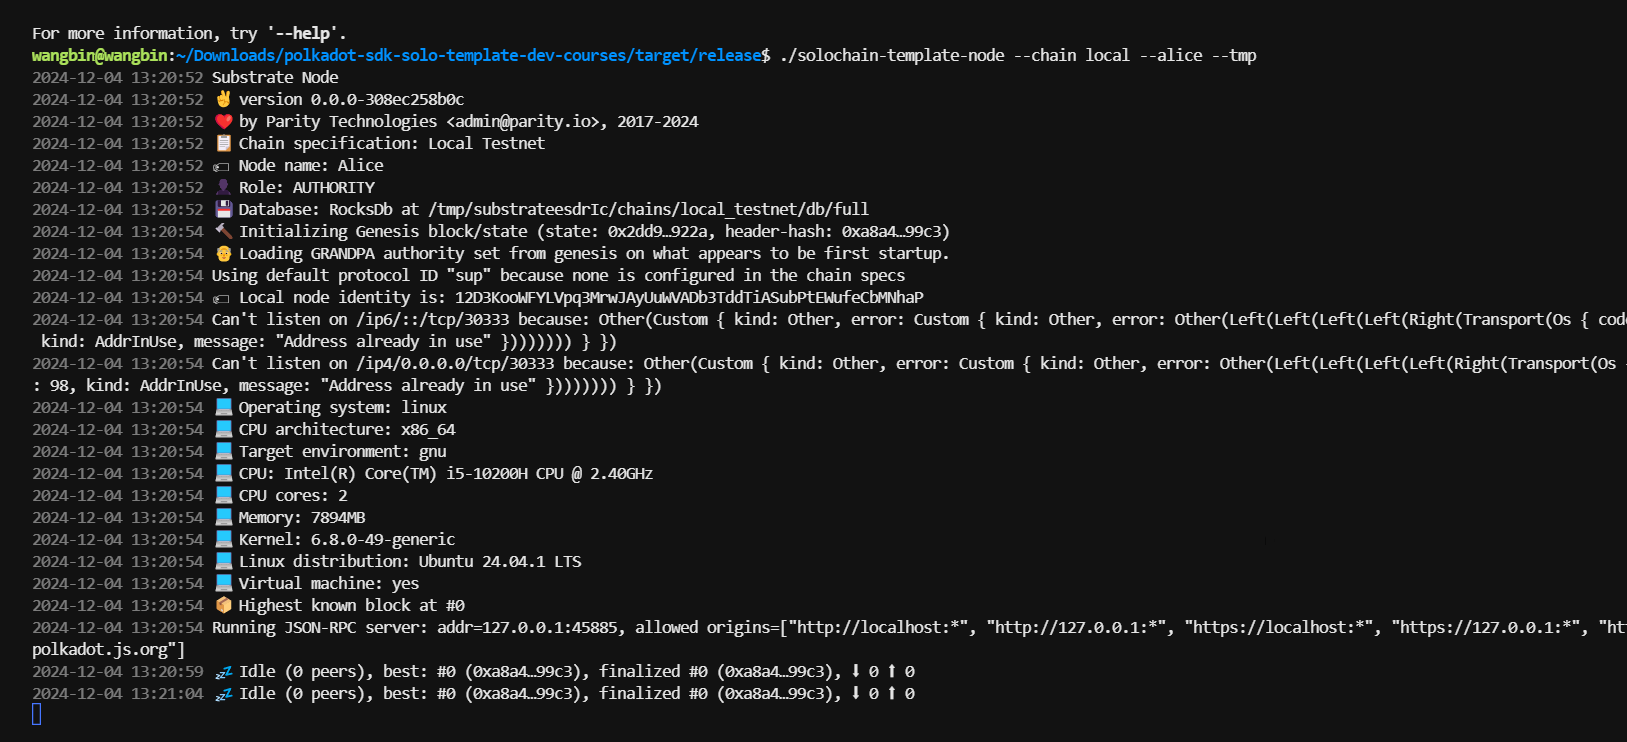 For more information, try '--help'.
wangbin@wangbin:~/Downloads/polkadot-sdk-solo-template-dev-courses/target/release$ ./solochain-template-node --chain local --alice --tmp
2024-12-04 13:20:52 Substrate Node
2024-12-04 13:20:52 ✌️ version 0.0.0-308ec258b0c
2024-12-04 13:20:52 ❤️ by Parity Technologies <admin@parity.io>, 2017-2024
2024-12-04 13:20:52 📋 Chain specification: Local Testnet
2024-12-04 13:20:52 🏷 Node name: Alice
2024-12-04 13:20:52 👤 Role: AUTHORITY
2024-12-04 13:20:52 💾 Database: RocksDb at /tmp/substrateesdrIc/chains/local_testnet/db/full
2024-12-04 13:20:54 🔨 Initializing Genesis block/state (state: 0x2dd9…922a, header-hash: 0xa8a4…99c3)
2024-12-04 13:20:54 👴 Loading GRANDPA authority set from genesis on what appears to be first startup.
2024-12-04 13:20:54 Using default protocol ID "sup" because none is configured in the chain specs
2024-12-04 13:20:54 🏷 Local node identity is: 12D3KooWFYLVpq3MrwJAyUuWVADb3TddTiASubPtEWufeCbMNhaP
2024-12-04 13:20:54 Can't listen on /ip6/::/tcp/30333 because: Other(Custom { kind: Other, error: Custom { kind: Other, error: Other(Left(Left(Left(Left(Right(Transport(Os { cod
kind: AddrInUse, message: "Address already in use" })))))))) } })
2024-12-04 13:20:54 Can't listen on /ip4/0.0.0.0/tcp/30333 because: Other(Custom { kind: Other, error: Custom { kind: Other, error: Other(Left(Left(Left(Left(Right(Transport(Os
: 98, kind: AddrInUse, message: "Address already in use" })))))))) } })
2024-12-04 13:20:54 💻 Operating system: linux
2024-12-04 13:20:54 💻 CPU architecture: x86_64
2024-12-04 13:20:54 💻 Target environment: gnu
2024-12-04 13:20:54 💻 CPU: Intel(R) Core(TM) i5-10200H CPU @ 2.40GHz
2024-12-04 13:20:54 💻 CPU cores: 2
2024-12-04 13:20:54 💻 Memory: 7894MB
2024-12-04 13:20:54 💻 Kernel: 6.8.0-49-generic
2024-12-04 13:20:54 💻 Linux distribution: Ubuntu 24.04.1 LTS
2024-12-04 13:20:54 💻 Virtual machine: yes
2024-12-04 13:20:54 📦 Highest known block at #0
2024-12-04 13:20:54 Running JSON-RPC server: addr=127.0.0.1:45885, allowed origins=["http://localhost:*", "http://127.0.0.1:*", "https://localhost:*", "https://127.0.0.1:*", "ht
polkadot.js.org"]
2024-12-04 13:20:59 💤 Idle (0 peers), best: #0 (0xa8a4…99c3), finalized #0 (0xa8a4…99c3), ⬇ 0 ⬆ 0
2024-12-04 13:21:04 💤 Idle (0 peers), best: #0 (0xa8a4…99c3), finalized #0 (0xa8a4…99c3), ⬇ 0 ⬆ 0